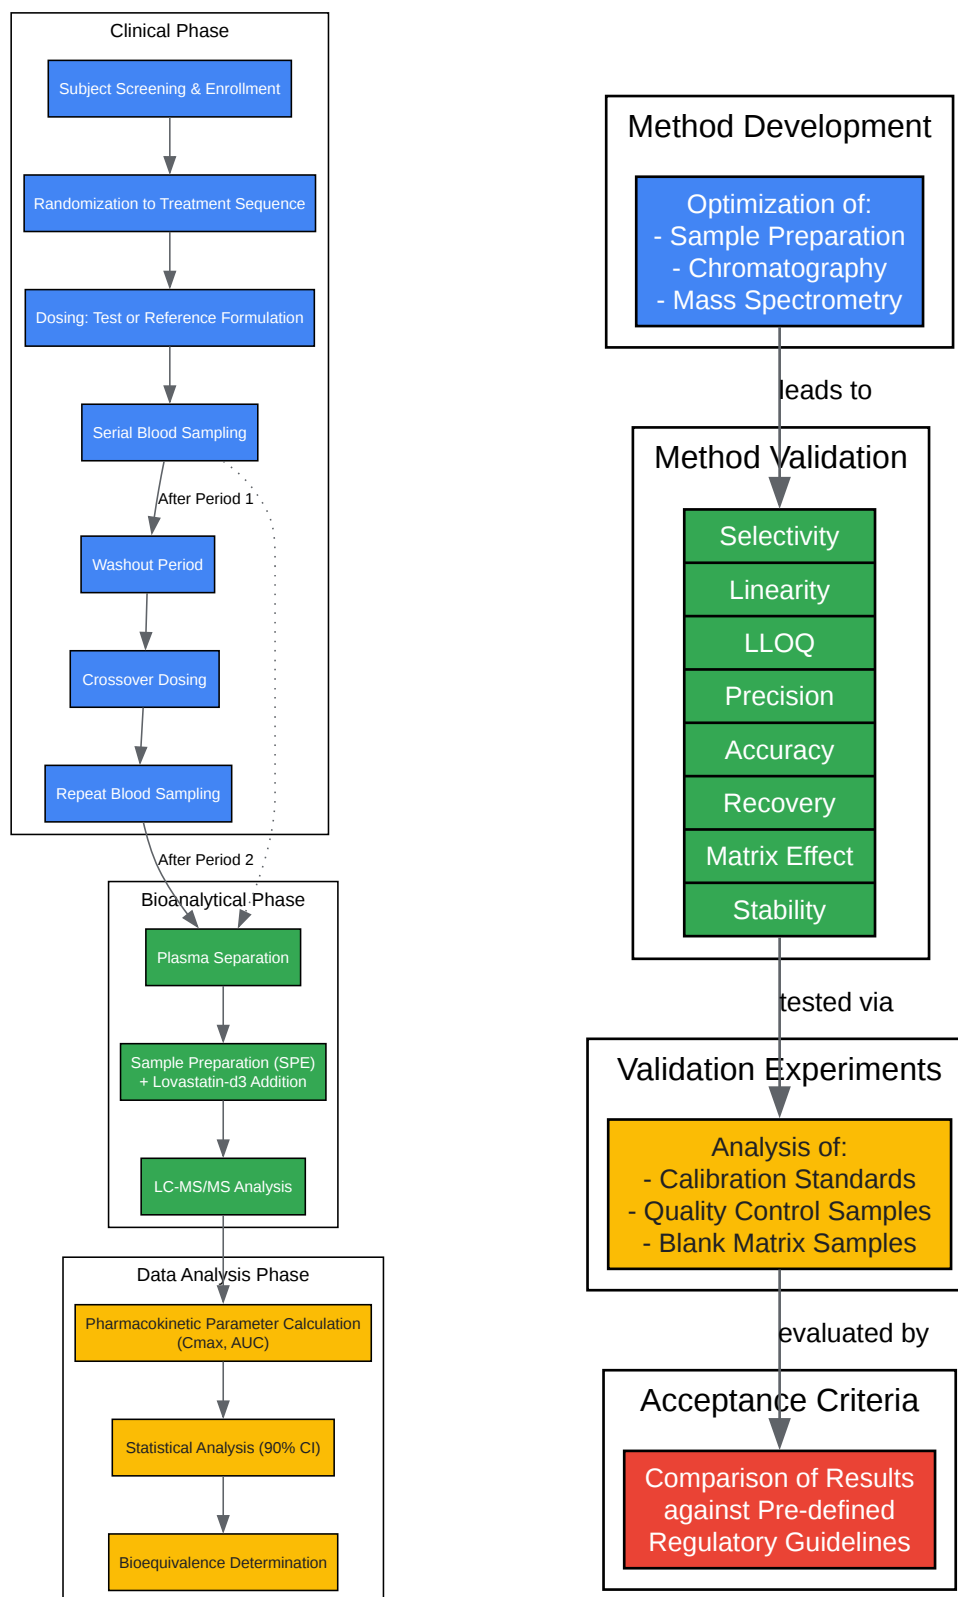 Clinical Phase
Subject Screening & Enrollment
Randomization to Treatment Sequence
Dosing: Test or Reference Formulation
Serial Blood Sampling
After Period 1
Washout Period
Crossover Dosing
Repeat Blood Sampling
After Period 2
Bioanalytical Phase
Plasma Separation
Sample Preparation (SPE)
+ Lovastatin-d3 Addition
LC-MS/MS Analysis
Data Analysis Phase
Pharmacokinetic Parameter Calculation
(Cmax, AUC)
Statistical Analysis (90% CI)
Bioequivalence Determination
Method Development
Optimization of:
- Sample Preparation
- Chromatography
- Mass Spectrometry
leads to
Method Validation
Selectivity
Linearity
LLOQ
Precision
Accuracy
Recovery
Matrix Effect
Stability
tested via
Validation Experiments
Analysis of:
- Calibration Standards
- Quality Control Samples
- Blank Matrix Samples
evaluated by
Acceptance Criteria
Comparison of Results
against Pre-defined
Regulatory Guidelines